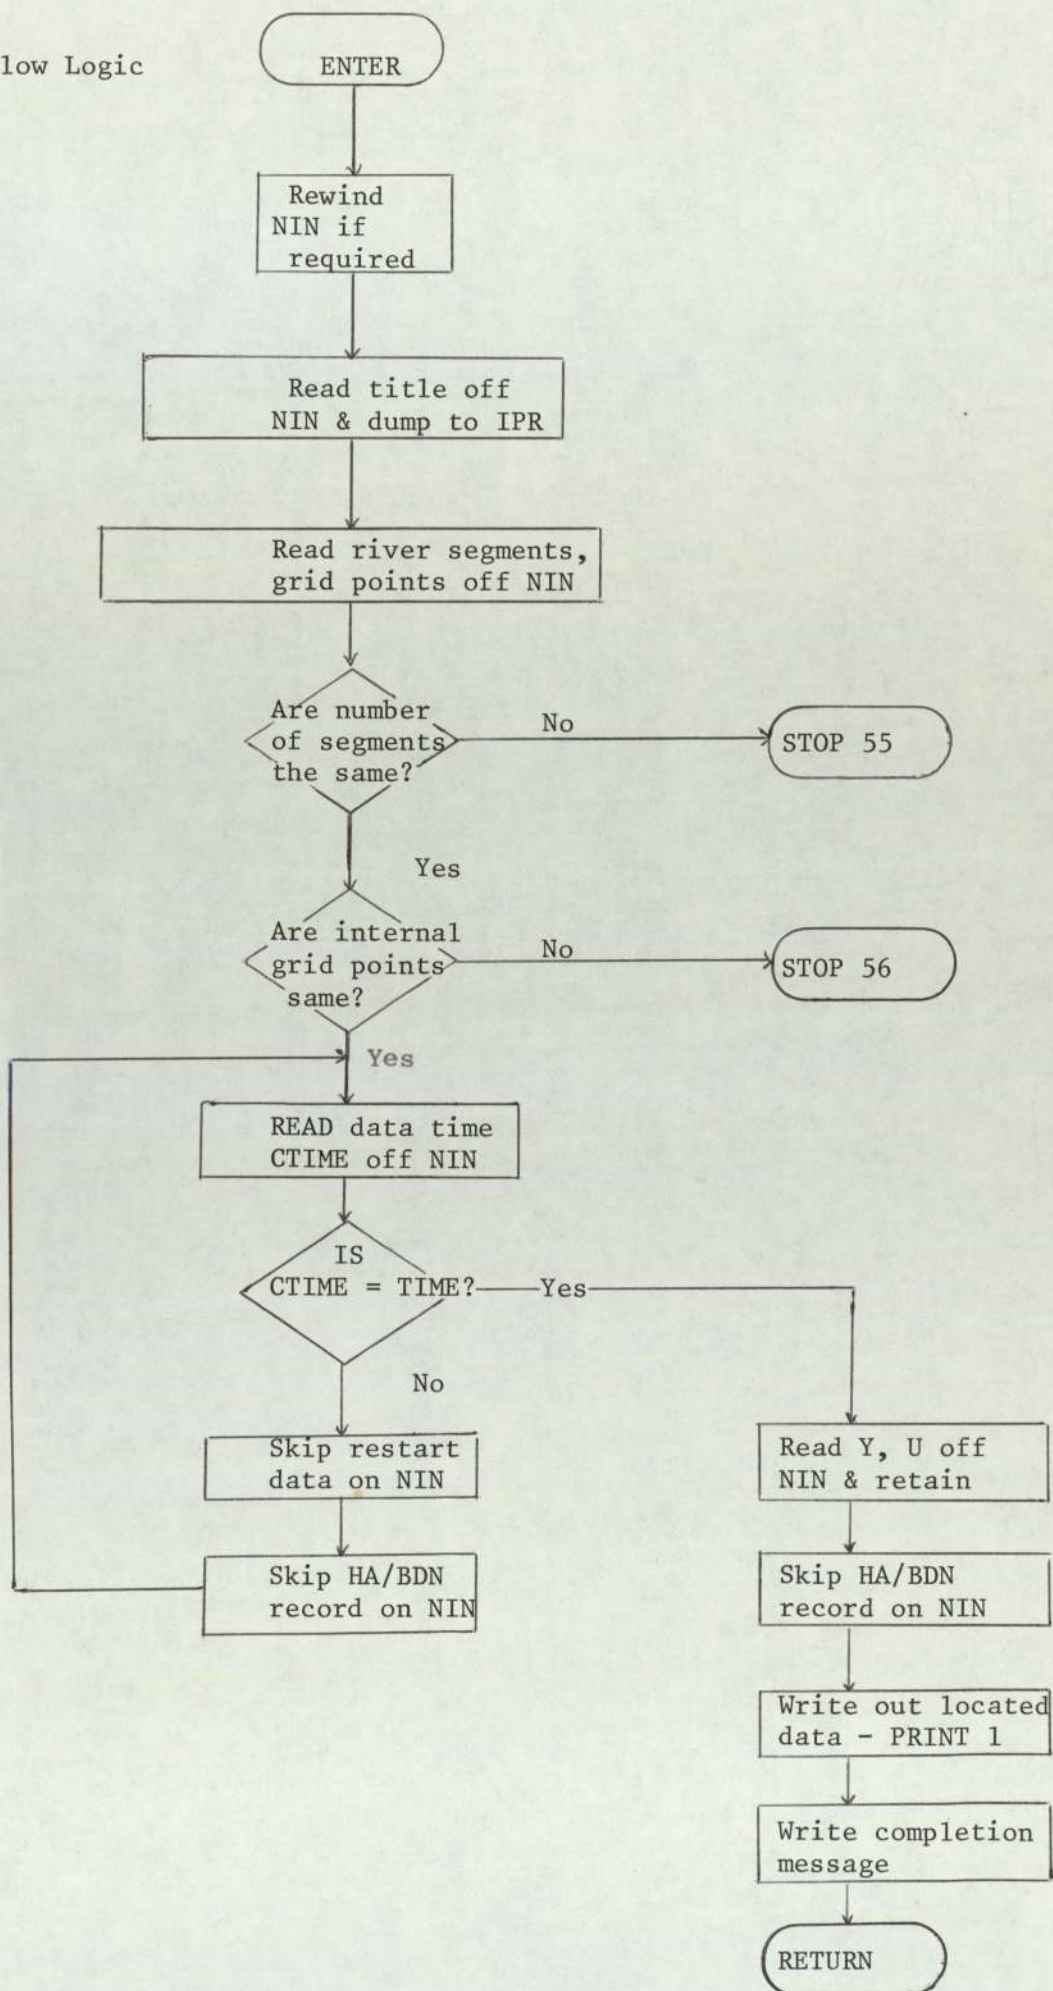 low Logic
ENTER
Rewind
NIN if
required
Read title off
NIN & dump to IPR
Read river segments,
grid points off NIN
Are number
of segments
the same?
No
STOP 55
Yes
Are internal
grid points
same?
No
STOP 56
Yes
READ data time
CTIME off NIN
IS
CTIME = TIME?
Yes
No
Skip restart
data on NIN
Skip HA/BDN
record on NIN
Read Y, U off
NIN & retain
Skip HA/BDN
record on NIN
Write out located
data - PRINT 1
Write completion
message
RETURN